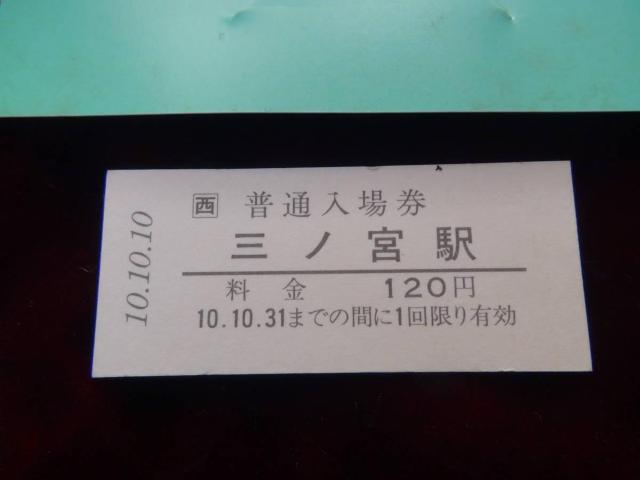 10.10.10
西 普通入場券
三ノ宮駅
料金 120円
10.10.31までの間に1回限り有効